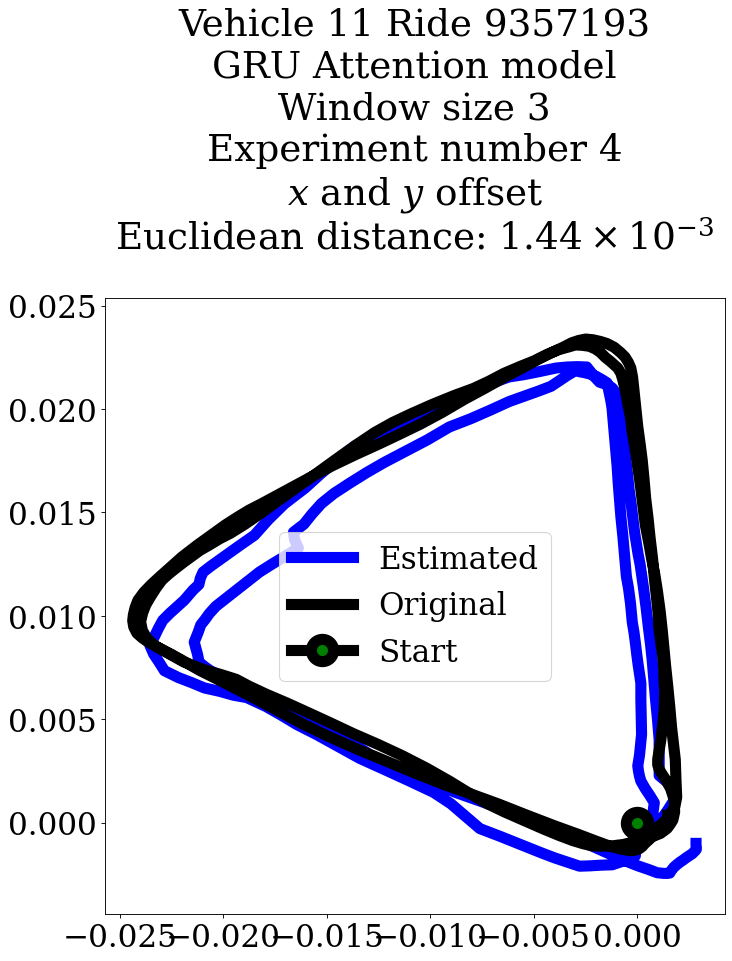 Vehicle 11 Ride 9357193
GRU Attention model
Window size 3
Experiment number 4
x and y offset
Euclidean distance: 1.44 × 10⁻³
0.025
0.020
0.015
0.010
0.005
0.000
Estimated
Original
Start
−0.025 −0.020 −0.015 −0.010 −0.005 0.000